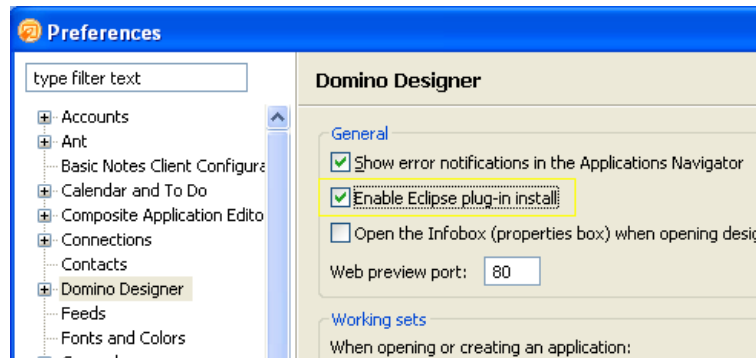 Preferences
type filter text
Accounts
Ant
Basic Notes Client Configura
Calendar and To Do
Composite Application Edito
Connections
Contacts
Domino Designer
Feeds
Fonts and Colors
Domino Designer
General
Show error notifications in the Applications Navigator
Enable Eclipse plug-in install
Open the Infobox (properties box) when opening desig
Web preview port: 80
Working sets
When opening or creating an application: